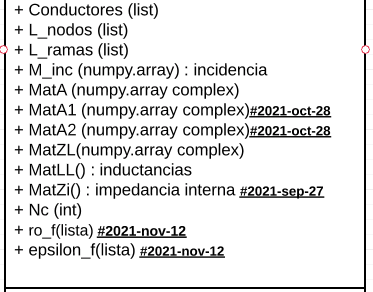 + Conductores (list)
+ L_nodos (list)
+ L_ramas (list)
+ M_inc (numpy.array) : incidencia
+ MatA (numpy.array complex)
+ MatA1 (numpy.array complex)#2021-oct-28
+ MatA2 (numpy.array complex)#2021-oct-28
+ MatZL(numpy.array complex)
+ MatLL() : inductancias
+ MatZi() : impedancia interna #2021-sep-27
+ Nc (int)
+ ro_f(lista) #2021-nov-12
+ epsilon_f(lista) #2021-nov-12